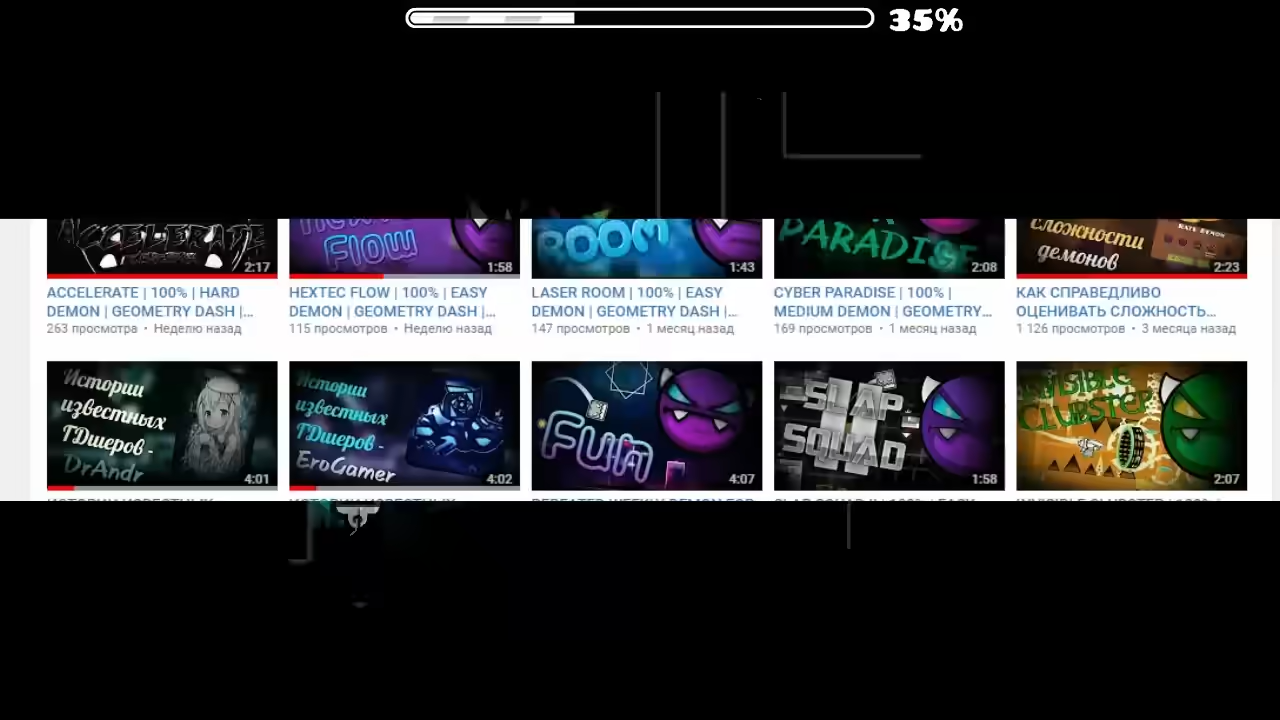 35%
ACCELERATE
2:17
Flow
1:58
ROOM
1:43
PARADISE
2:08
сложности
демонов
RATE DEMON
2:23
ACCELERATE | 100% | HARD
DEMON | GEOMETRY DASH |...
263 просмотра • Неделю назад
HEXTEC FLOW | 100% | EASY
DEMON | GEOMETRY DASH |...
115 просмотров • Неделю назад
LASER ROOM | 100% | EASY
DEMON | GEOMETRY DASH |...
147 просмотров • 1 месяц назад
CYBER PARADISE | 100% |
MEDIUM DEMON | GEOMETRY...
169 просмотров • 1 месяц назад
КАК СПРАВЕДЛИВО
ОЦЕНИВАТЬ СЛОЖНОСТЬ...
1 126 просмотров • 3 месяца назад
Истории
известных
ГДшеров -
DrAndr
4:01
Истории
известных
ГДшеров -
EroGamer
4:02
Fun
4:07
SLAP
SQUAD
1:58
INVISIBLE
CLUBSTEP
2:07